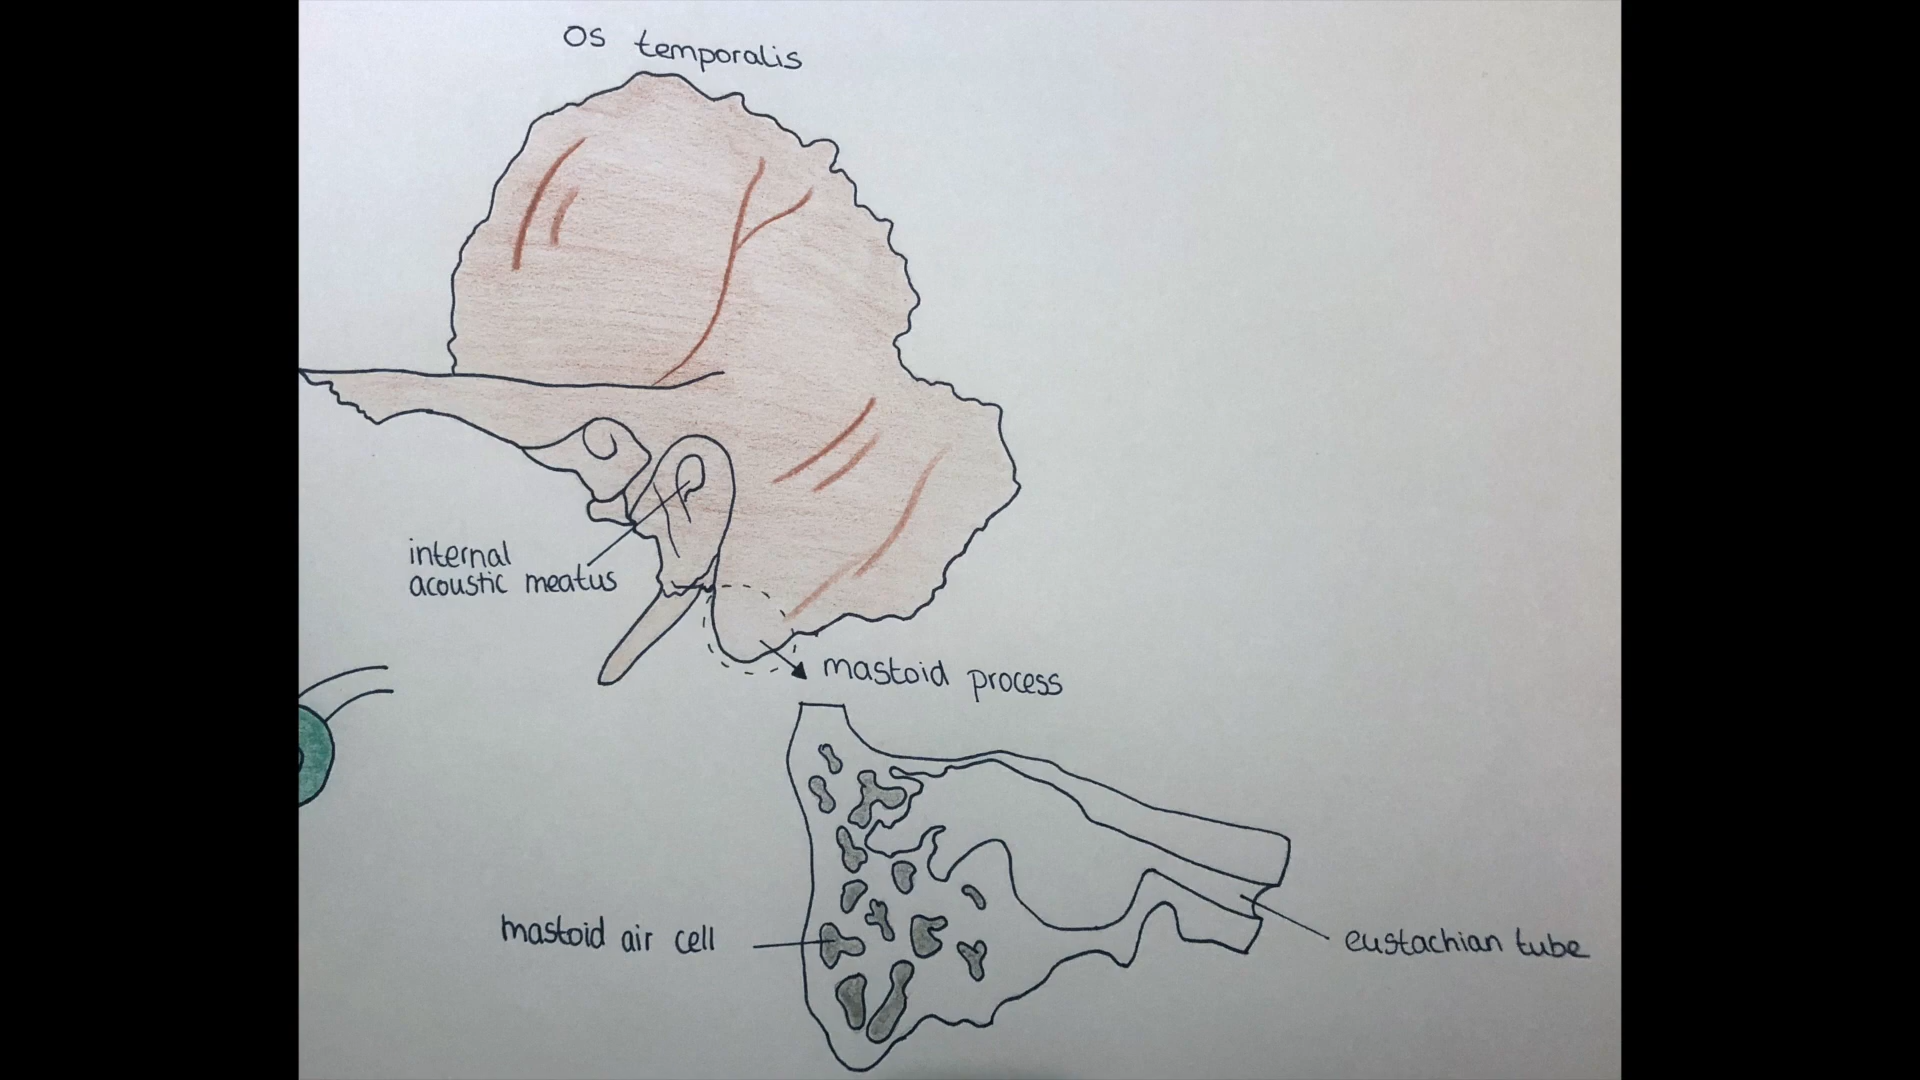 os temporalis
internal
acoustic meatus
mastoid process
mastoid air cell
eustachian tube